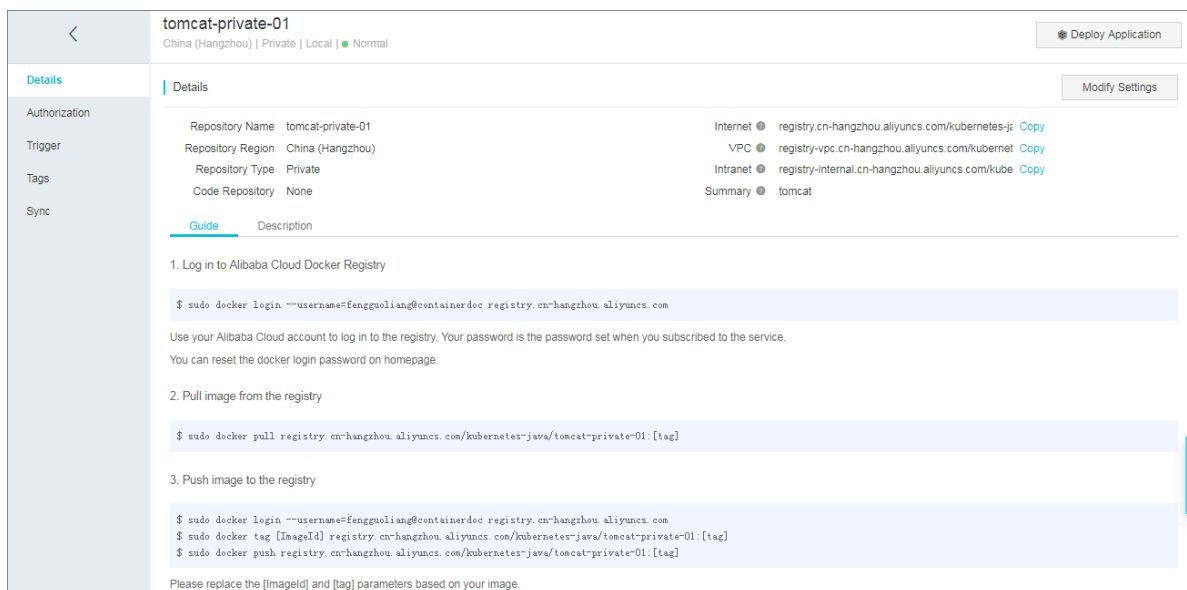 tomcat-private-01
China (Hangzhou) | Private | Local | Normal
Deploy Application
Details
Authorization
Trigger
Tags
Sync
Details
Modify Settings
Repository Name tomcat-private-01
Repository Region China (Hangzhou)
Repository Type Private
Code Repository None
Internet registry.cn-hangzhou.aliyuncs.com/kubernetes-ja Copy
VPC registry-vpc.cn-hangzhou.aliyuncs.com/kubernet Copy
Intranet registry-internal.cn-hangzhou.aliyuncs.com/kube Copy
Summary tomcat
Guide Description
1. Log in to Alibaba Cloud Docker Registry
$ sudo docker login --username=fengguoliang@containerdoc registry.cn-hangzhou.aliyuncs.com
Use your Alibaba Cloud account to log in to the registry. Your password is the password set when you subscribed to the service.
You can reset the docker login password on homepage.
2. Pull image from the registry
$ sudo docker pull registry.cn-hangzhou.aliyuncs.com/kubernetes-java/tomcat-private-01:[tag]
3. Push image to the registry
$ sudo docker login --username=fengguoliang@containerdoc registry.cn-hangzhou.aliyuncs.com
$ sudo docker tag [ImageId] registry.cn-hangzhou.aliyuncs.com/kubernetes-java/tomcat-private-01:[tag]
$ sudo docker push registry.cn-hangzhou.aliyuncs.com/kubernetes-java/tomcat-private-01:[tag]
Please replace the [ImageId] and [tag] parameters based on your image.